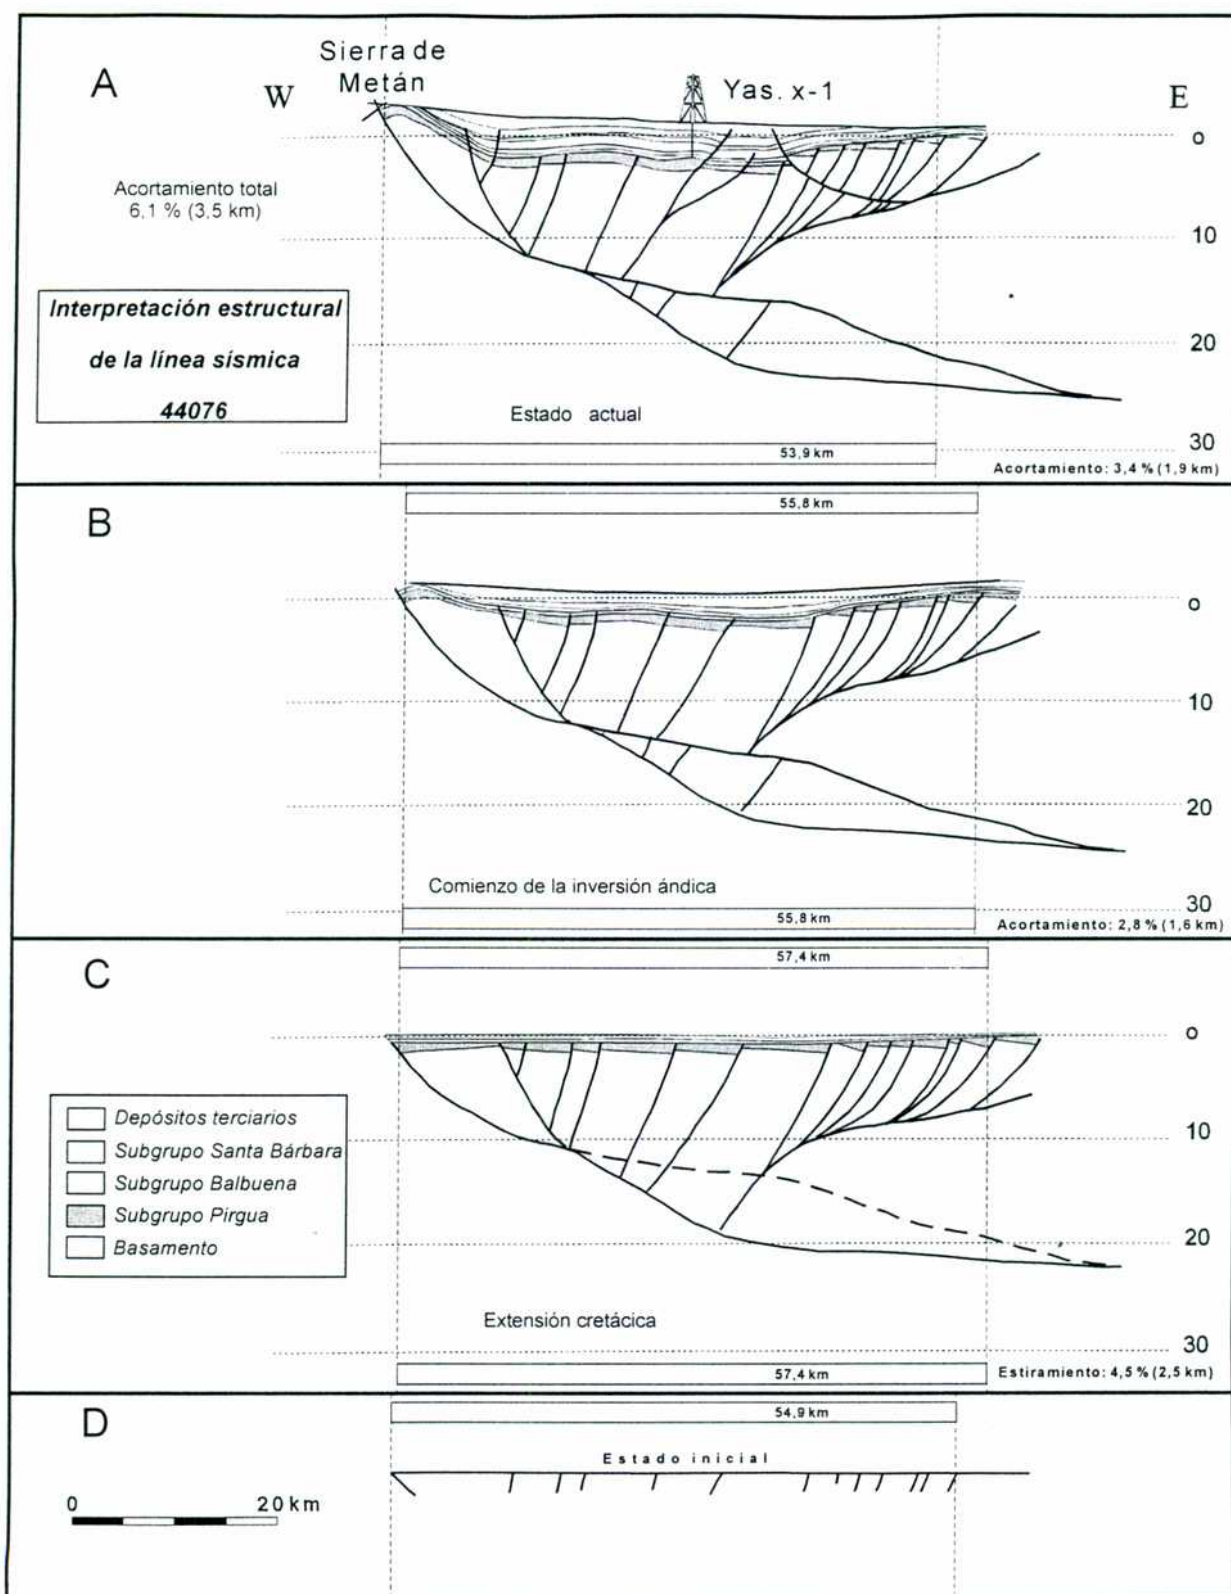 A
W
Sierra de
Metán
Yas. x-1
E
Acortamiento total
6,1 % (3,5 km)
o
10
20
30
Interpretación estructural
de la línea sísmica
44076
Estado actual
53,9 km
Acortamiento: 3,4 % (1,9 km)
B
55,8 km
o
10
20
30
Comienzo de la inversión ándica
55,8 km
Acortamiento: 2,8 % (1,6 km)
C
57,4 km
o
10
20
30
Depósitos terciarios
Subgrupo Santa Bárbara
Subgrupo Balbuena
Subgrupo Pirgua
Basamento
Extensión cretácica
57,4 km
Estiramiento: 4,5 % (2,5 km)
D
54,9 km
Estado inicial
0 20 km